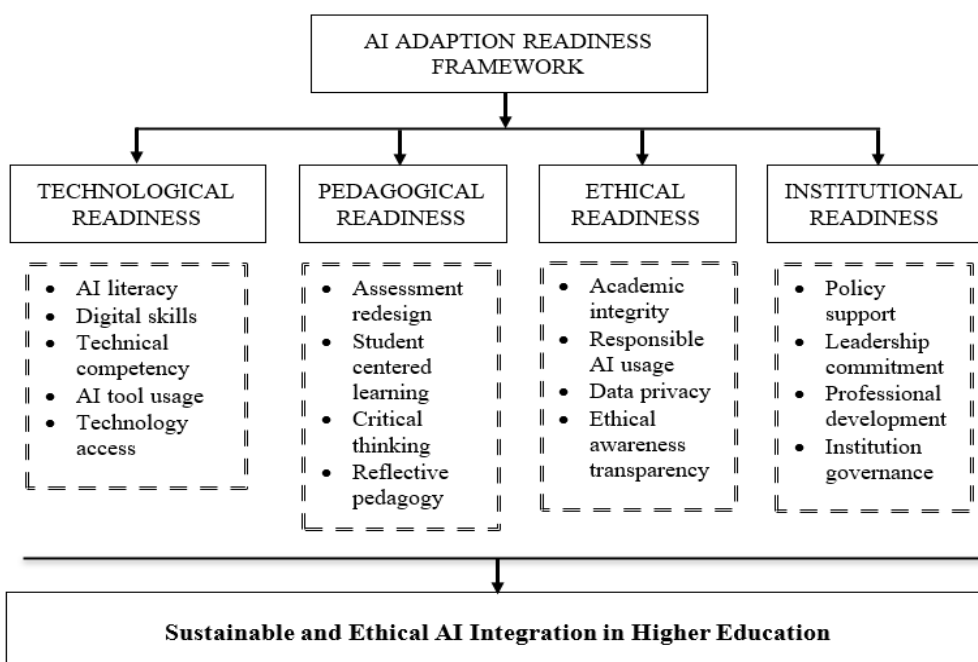 AI ADAPTION READINESS
FRAMEWORK
TECHNOLOGICAL
READINESS
• AI literacy
• Digital skills
• Technical
competency
• AI tool usage
• Technology
access
PEDAGOGICAL
READINESS
• Assessment
redesign
• Student
centered
learning
• Critical
thinking
• Reflective
pedagogy
ETHICAL
READINESS
• Academic
integrity
• Responsible
AI usage
• Data privacy
• Ethical
awareness
transparency
INSTITUTIONAL
READINESS
• Policy
support
• Leadership
commitment
• Professional
development
• Institution
governance
Sustainable and Ethical AI Integration in Higher Education